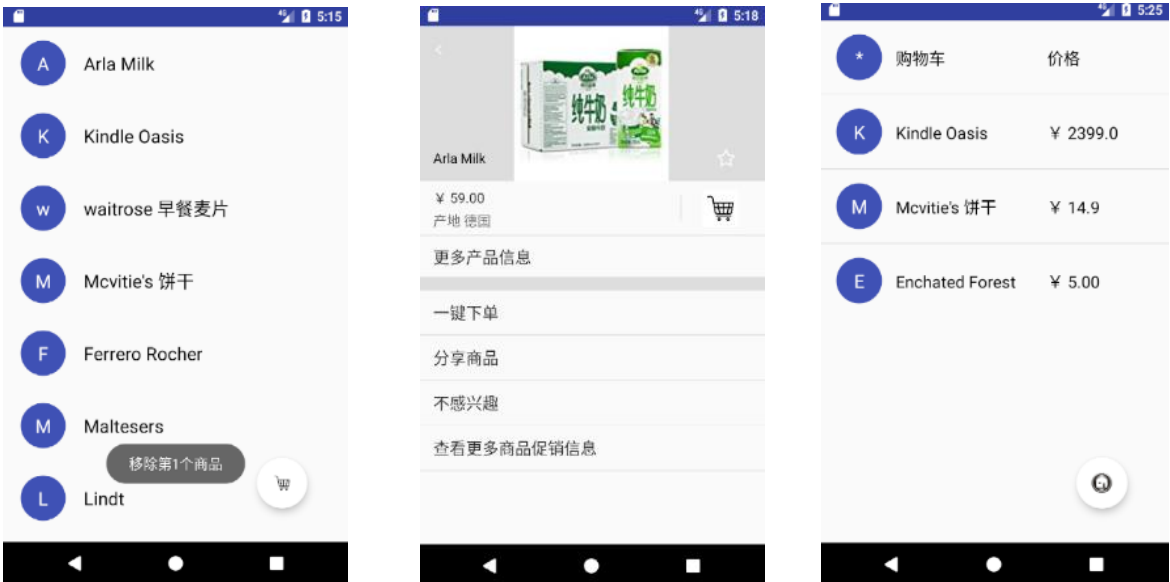 5:15
A Arla Milk
K Kindle Oasis
w waitrose 早餐麦片
M Mcvitie's 饼干
F Ferrero Rocher
M Maltesers
移除第1个商品
L Lindt
5:18
Arla
纯牛奶
纯牛奶
Arla Milk
¥ 59.00
产地 德国
更多产品信息
一键下单
分享商品
不感兴趣
查看更多商品促销信息
5:25
* 购物车 价格
K Kindle Oasis ¥ 2399.0
M Mcvitie's 饼干 ¥ 14.9
E Enchated Forest ¥ 5.00